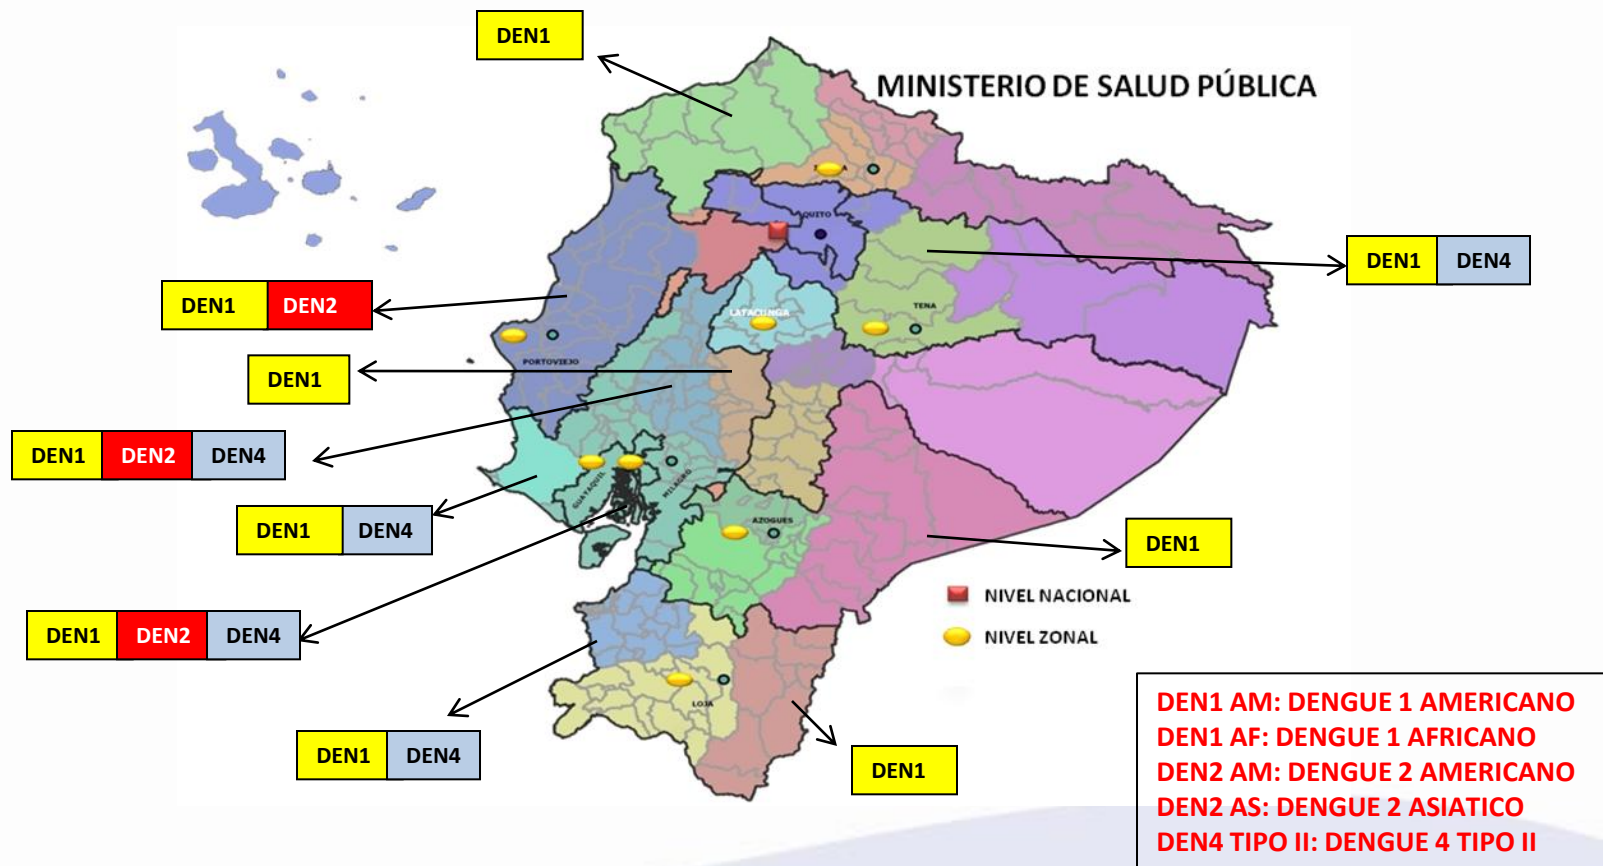 DEN1
MINISTERIO DE SALUD PÚBLICA
QUITO
DEN1 DEN4
DEN1 DEN2
TENA
LATACUNGA
PORTOVIEJO
DEN1
DEN1 DEN2 DEN4
GUAYAQUIL
MILAGRO
DEN1 DEN4
AZOGUES
DEN1
NIVEL NACIONAL
DEN1 DEN2 DEN4
NIVEL ZONAL
LOJA
DEN1 DEN4
DEN1
DEN1 AM: DENGUE 1 AMERICANO
DEN1 AF: DENGUE 1 AFRICANO
DEN2 AM: DENGUE 2 AMERICANO
DEN2 AS: DENGUE 2 ASIATICO
DEN4 TIPO II: DENGUE 4 TIPO II